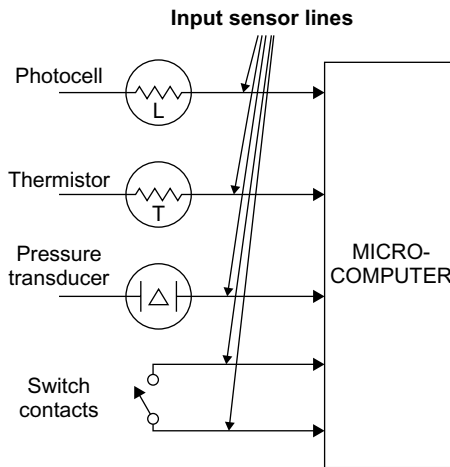 Input sensor lines
Photocell
L
Thermistor
T
Pressure
transducer
MICRO-
COMPUTER
Switch
contacts